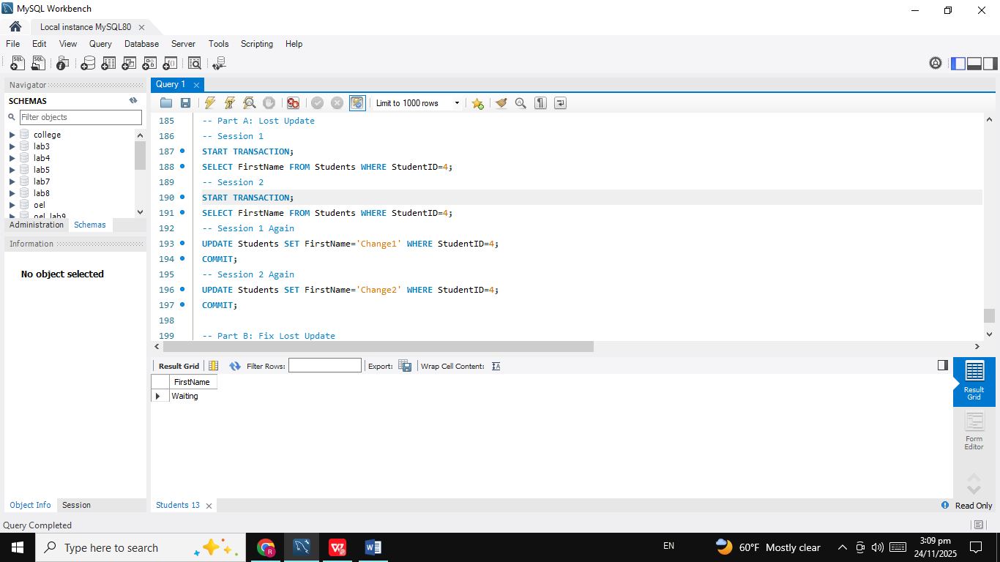 MySQL Workbench
Local instance MySQL80
File Edit View Query Database Server Tools Scripting Help
Navigator
SCHEMAS
Filter objects
college
lab3
lab4
lab5
lab7
lab8
oel
oel_lab9
Administration Schemas
Information
No object selected
Object Info Session
Query 1
Limit to 1000 rows
185 -- Part A: Lost Update
186 -- Session 1
187 START TRANSACTION;
188 SELECT FirstName FROM Students WHERE StudentID=4;
189 -- Session 2
190 START TRANSACTION;
191 SELECT FirstName FROM Students WHERE StudentID=4;
192 -- Session 1 Again
193 UPDATE Students SET FirstName='Change1' WHERE StudentID=4;
194 COMMIT;
195 -- Session 2 Again
196 UPDATE Students SET FirstName='Change2' WHERE StudentID=4;
197 COMMIT;
198
199 -- Part B: Fix Lost Update
Result Grid Filter Rows: Export: Wrap Cell Content:
FirstName
Waiting
Result Grid
Form Editor
Students 13
Read Only
Query Completed
Type here to search
EN
60°F Mostly clear
3:09 pm
24/11/2025